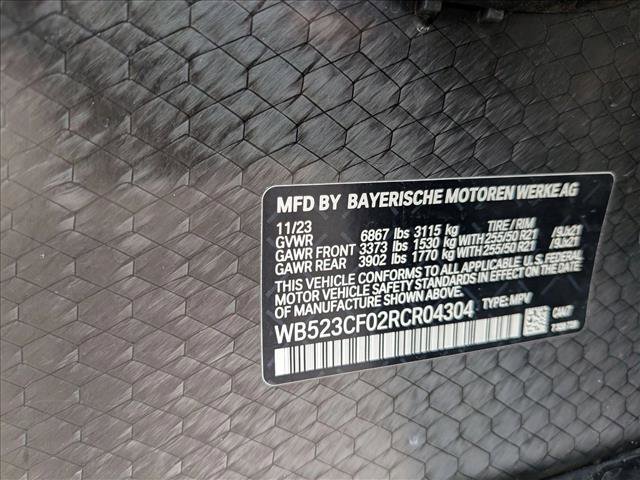 MFD BY BAYERISCHE MOTOREN WERKE AG
11/23
GVWR 6867 lbs 3115 kg TIRE / RIM
GAWR FRONT 3373 lbs 1530 kg WITH 255/50 R21 /9Jx21
GAWR REAR 3902 lbs 1770 kg WITH 255/50 R21 /9Jx21
THIS VEHICLE CONFORMS TO ALL APPLICABLE U.S. FEDERAL
MOTOR VEHICLE SAFETY STANDARDS IN EFFECT ON THE DATE
OF MANUFACTURE SHOWN ABOVE.
WB523CF02RCR04304 TYPE: MPV